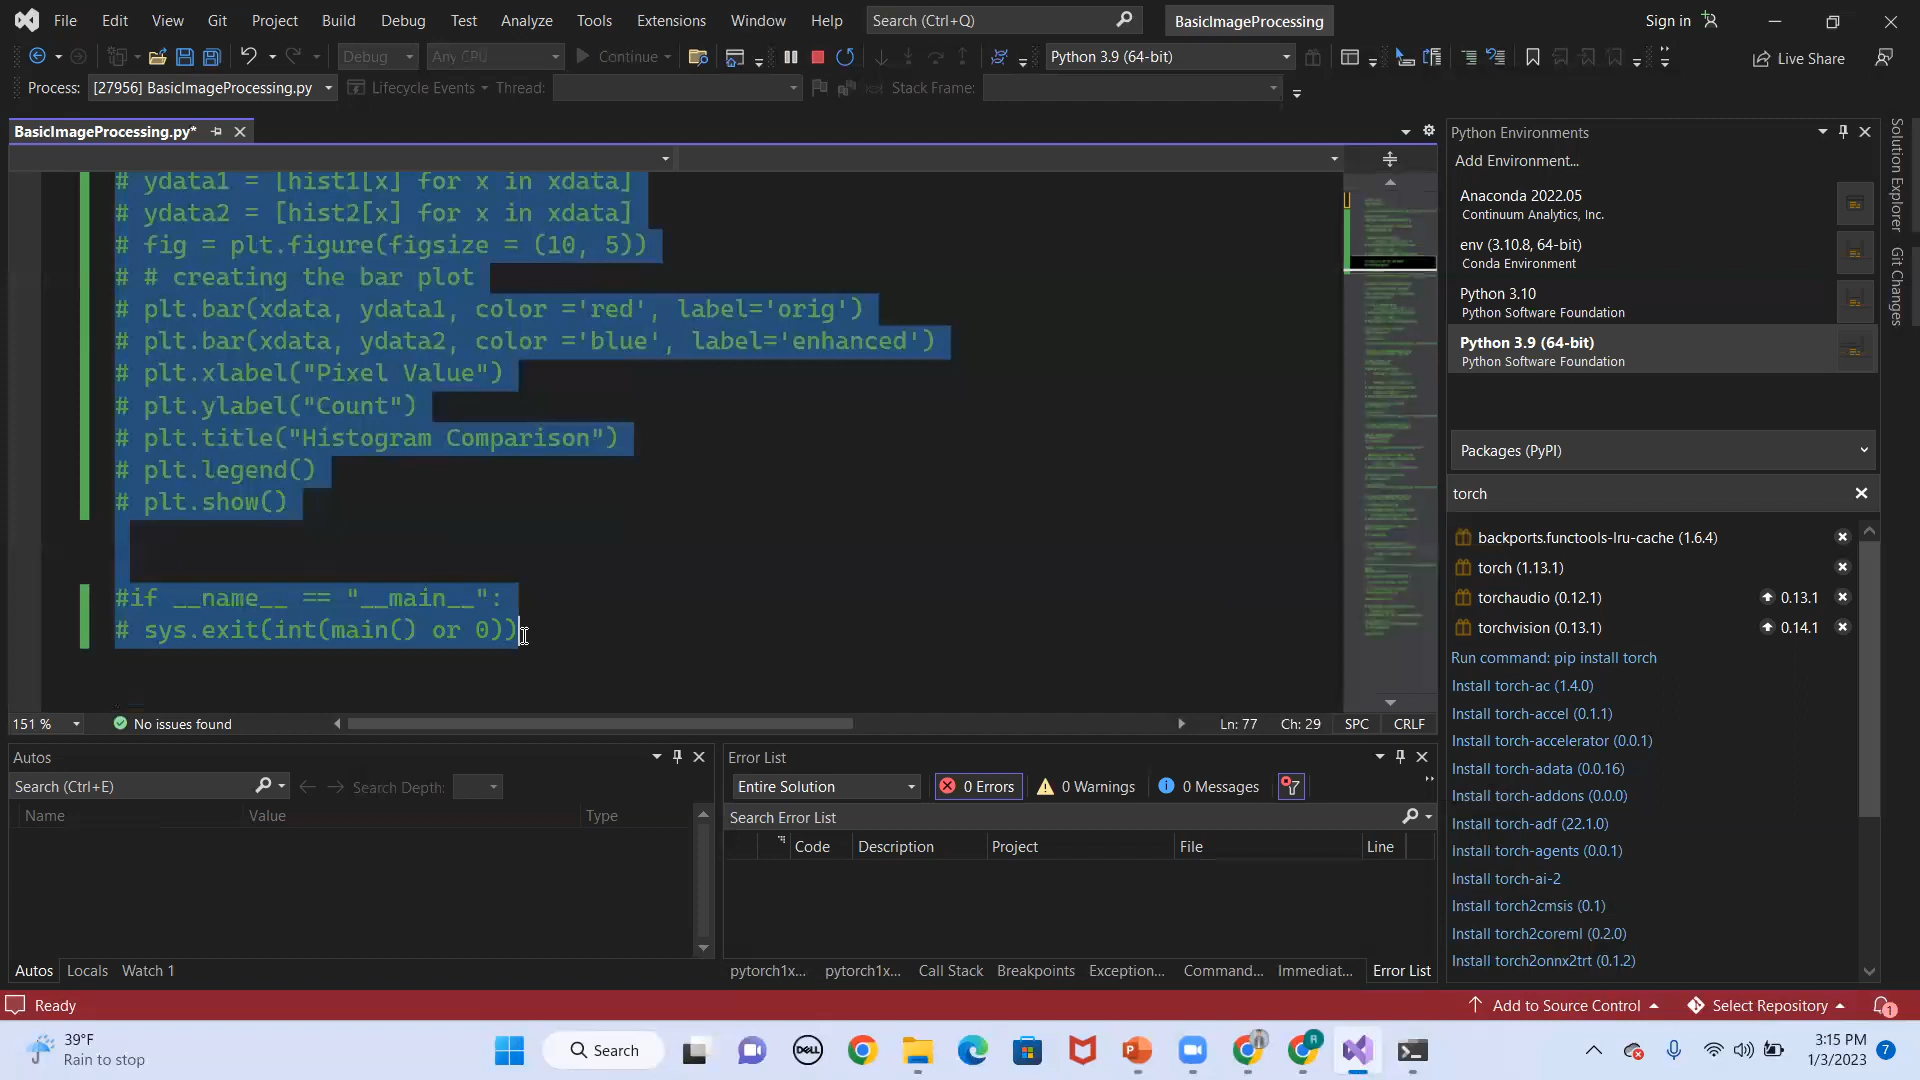 File Edit View Git Project Build Debug Test Analyze Tools Extensions Window Help Search (Ctrl+Q) BasicImageProcessing Sign in
Debug Any CPU Continue Python 3.9 (64-bit) Live Share
Process: [27956] BasicImageProcessing.py Lifecycle Events Thread: Stack Frame:
BasicImageProcessing.py*
# ydata1 = [hist1[x] for x in xdata]
# ydata2 = [hist2[x] for x in xdata]
# fig = plt.figure(figsize = (10, 5))
# # creating the bar plot
# plt.bar(xdata, ydata1, color ='red', label='orig')
# plt.bar(xdata, ydata2, color ='blue', label='enhanced')
# plt.xlabel("Pixel Value")
# plt.ylabel("Count")
# plt.title("Histogram Comparison")
# plt.legend()
# plt.show()
#if __name__ == "__main__":
# sys.exit(int(main() or 0))
151 % No issues found Ln: 77 Ch: 29 SPC CRLF
Python Environments
Add Environment...
Anaconda 2022.05
Continuum Analytics, Inc.
env (3.10.8, 64-bit)
Conda Environment
Python 3.10
Python Software Foundation
Python 3.9 (64-bit)
Python Software Foundation
Packages (PyPI)
torch
backports.functools-lru-cache (1.6.4)
torch (1.13.1)
torchaudio (0.12.1) 0.13.1
torchvision (0.13.1) 0.14.1
Run command: pip install torch
Install torch-ac (1.4.0)
Install torch-accel (0.1.1)
Install torch-accelerator (0.0.1)
Install torch-adata (0.0.16)
Install torch-addons (0.0.0)
Install torch-adf (22.1.0)
Install torch-agents (0.0.1)
Install torch-ai-2
Install torch2cmsis (0.1)
Install torch2coreml (0.2.0)
Install torch2onnx2trt (0.1.2)
Solution Explorer
Git Changes
Autos
Search (Ctrl+E) Search Depth:
Name Value Type
Autos Locals Watch 1
Error List
Entire Solution 0 Errors 0 Warnings 0 Messages
Search Error List
Code Description Project File Line
pytorch1x... pytorch1x... Call Stack Breakpoints Exception... Command... Immediat... Error List
Ready Add to Source Control Select Repository 1
39°F
Rain to stop
Search
DELL
3:15 PM
1/3/2023
7